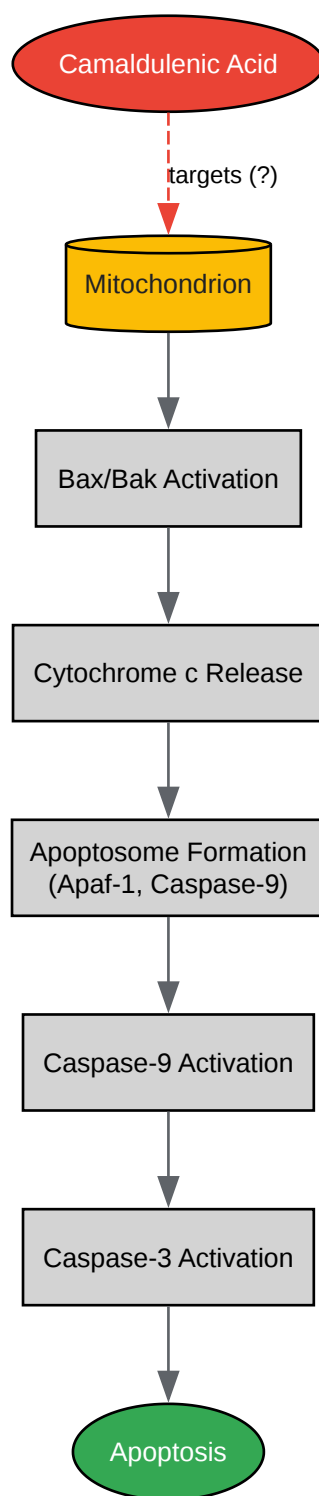 Camaldulenic Acid
targets (?)
Mitochondrion
Bax/Bak Activation
Cytochrome c Release
Apoptosome Formation
(Apaf-1, Caspase-9)
Caspase-9 Activation
Caspase-3 Activation
Apoptosis